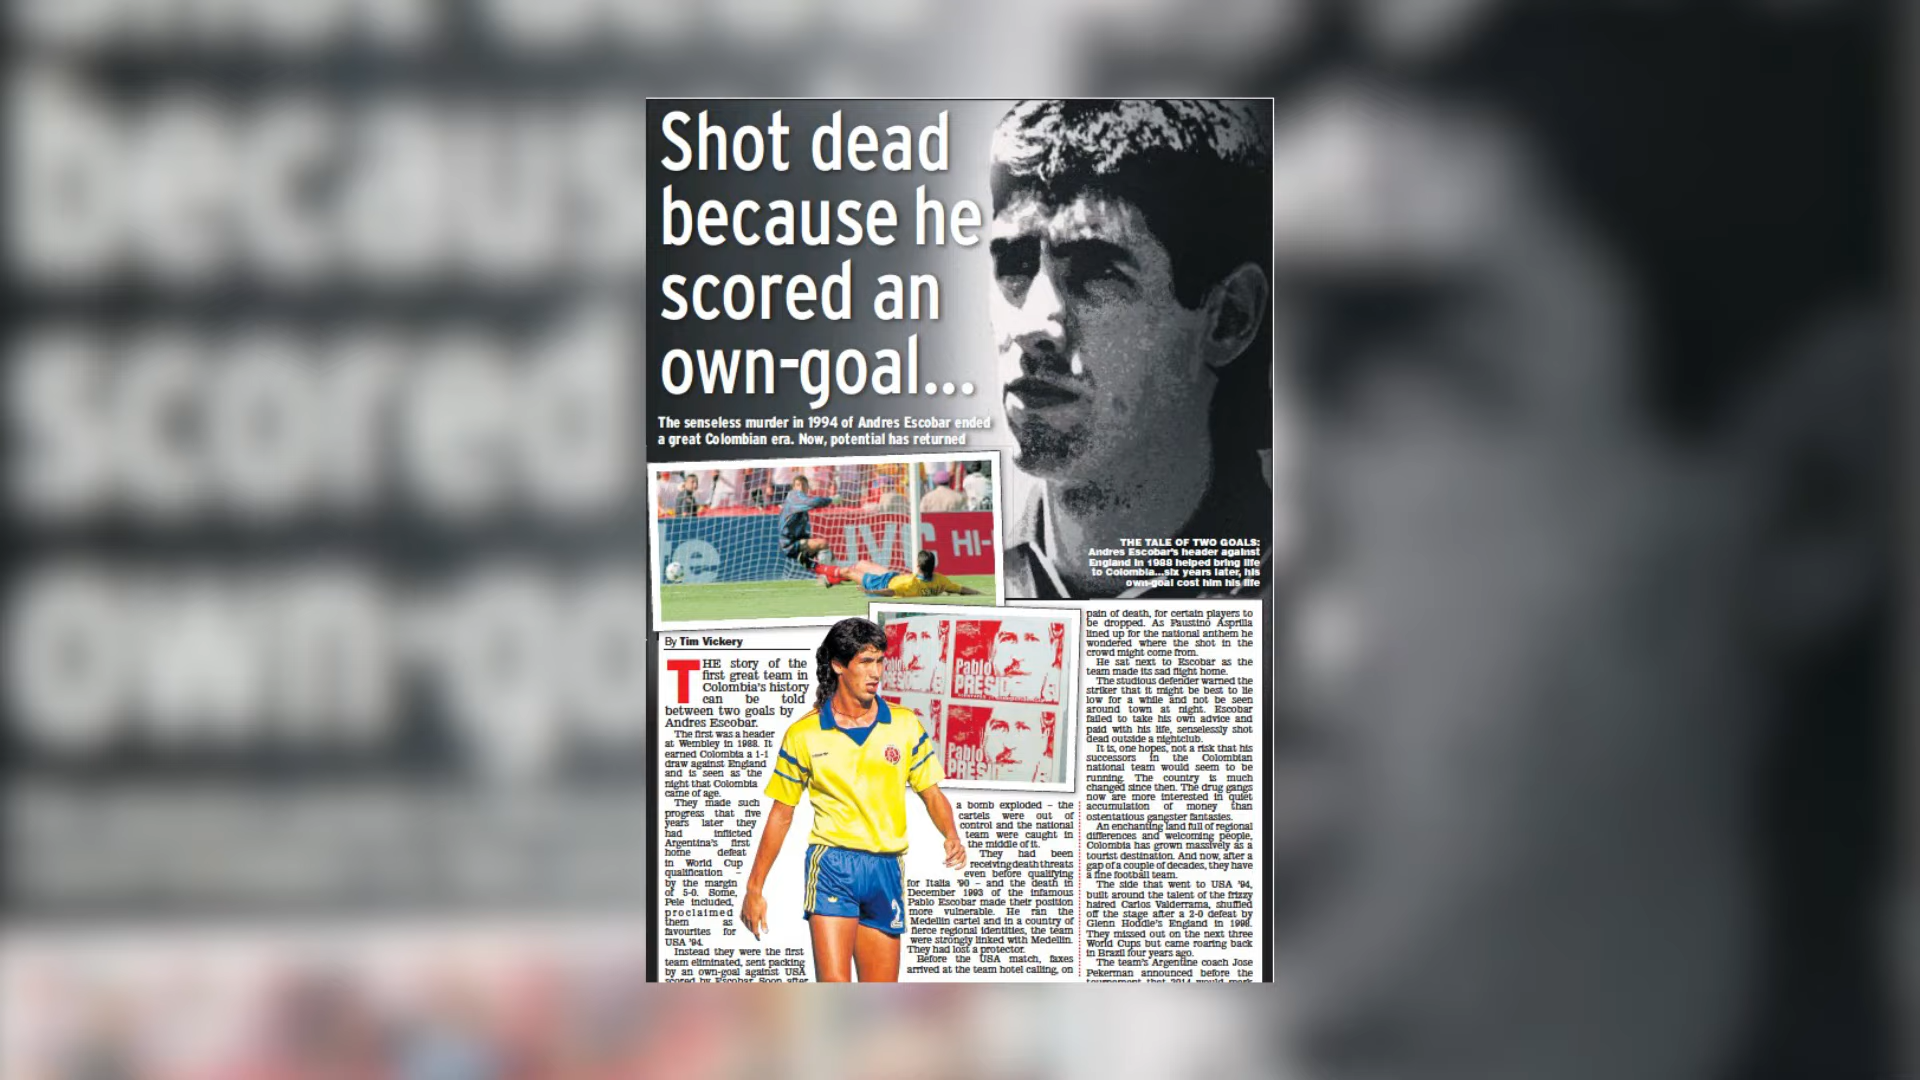 Shot dead
because he
scored an
own-goal...
The senseless murder in 1994 of Andres Escobar ended
a great Colombian era. Now, potential has returned
JVC
HI-
THE TALE OF TWO GOALS:
Andres Escobar's header against
England in 1988 helped bring life
to Colombia...six years later, his
own-goal cost him his life
By Tim Vickery
THE story of the
first great team in
Colombia's history
can be told
between two goals by
Andres Escobar.
The first was a header
at Wembley in 1988. It
earned Colombia a 1-1
draw against England
and is seen as the
night that Colombia
came of age.
They made such
progress that five
years later they
had inflicted
Argentina's first
home defeat
in World Cup
qualification –
by the margin
of 5-0. Some,
Pele included,
proclaimed
them as
favourites for
USA '94.
Instead they were the first
team eliminated, sent packing
by an own-goal against USA
scored by Escobar. Soon after
Pablo
PRESID
Pablo
PRES
2
a bomb exploded – the
cartels were out of
control and the national
team were caught in
the middle of it.
They had been
receiving death threats
even before qualifying
for Italia '90 – and the death in
December 1993 of the infamous
Pablo Escobar made their position
more vulnerable. He ran the
Medellin cartel and in a country of
fierce regional identities, the team
were strongly linked with Medellin.
They had lost a protector.
Before the USA match, faxes
arrived at the team hotel calling, on
pain of death, for certain players to
be dropped. As Faustino Asprilla
lined up for the national anthem he
wondered where the shot in the
crowd might come from.
He sat next to Escobar as the
team made its sad flight home.
The studious defender warned the
striker that it might be best to lie
low for a while and not be seen
around town at night. Escobar
failed to take his own advice and
paid with his life, senselessly shot
dead outside a nightclub.
It is, one hopes, not a risk that his
successors in the Colombian
national team would seem to be
running. The country is much
changed since then. The drug gangs
now are more interested in quiet
accumulation of money than
ostentatious gangster fantasies.
An enchanting land full of regional
differences and welcoming people,
Colombia has grown massively as a
tourist destination. And now, after a
gap of a couple of decades, they have
a fine football team.
The side that went to USA '94,
built around the talent of the frizzy
haired Carlos Valderrama, shuffled
off the stage after a 2-0 defeat by
Glenn Hoddle's England in 1998.
They missed out on the next three
World Cups but came roaring back
in Brazil four years ago.
The team's Argentine coach Jose
Pekerman announced before the
tournament that 2014 would mark